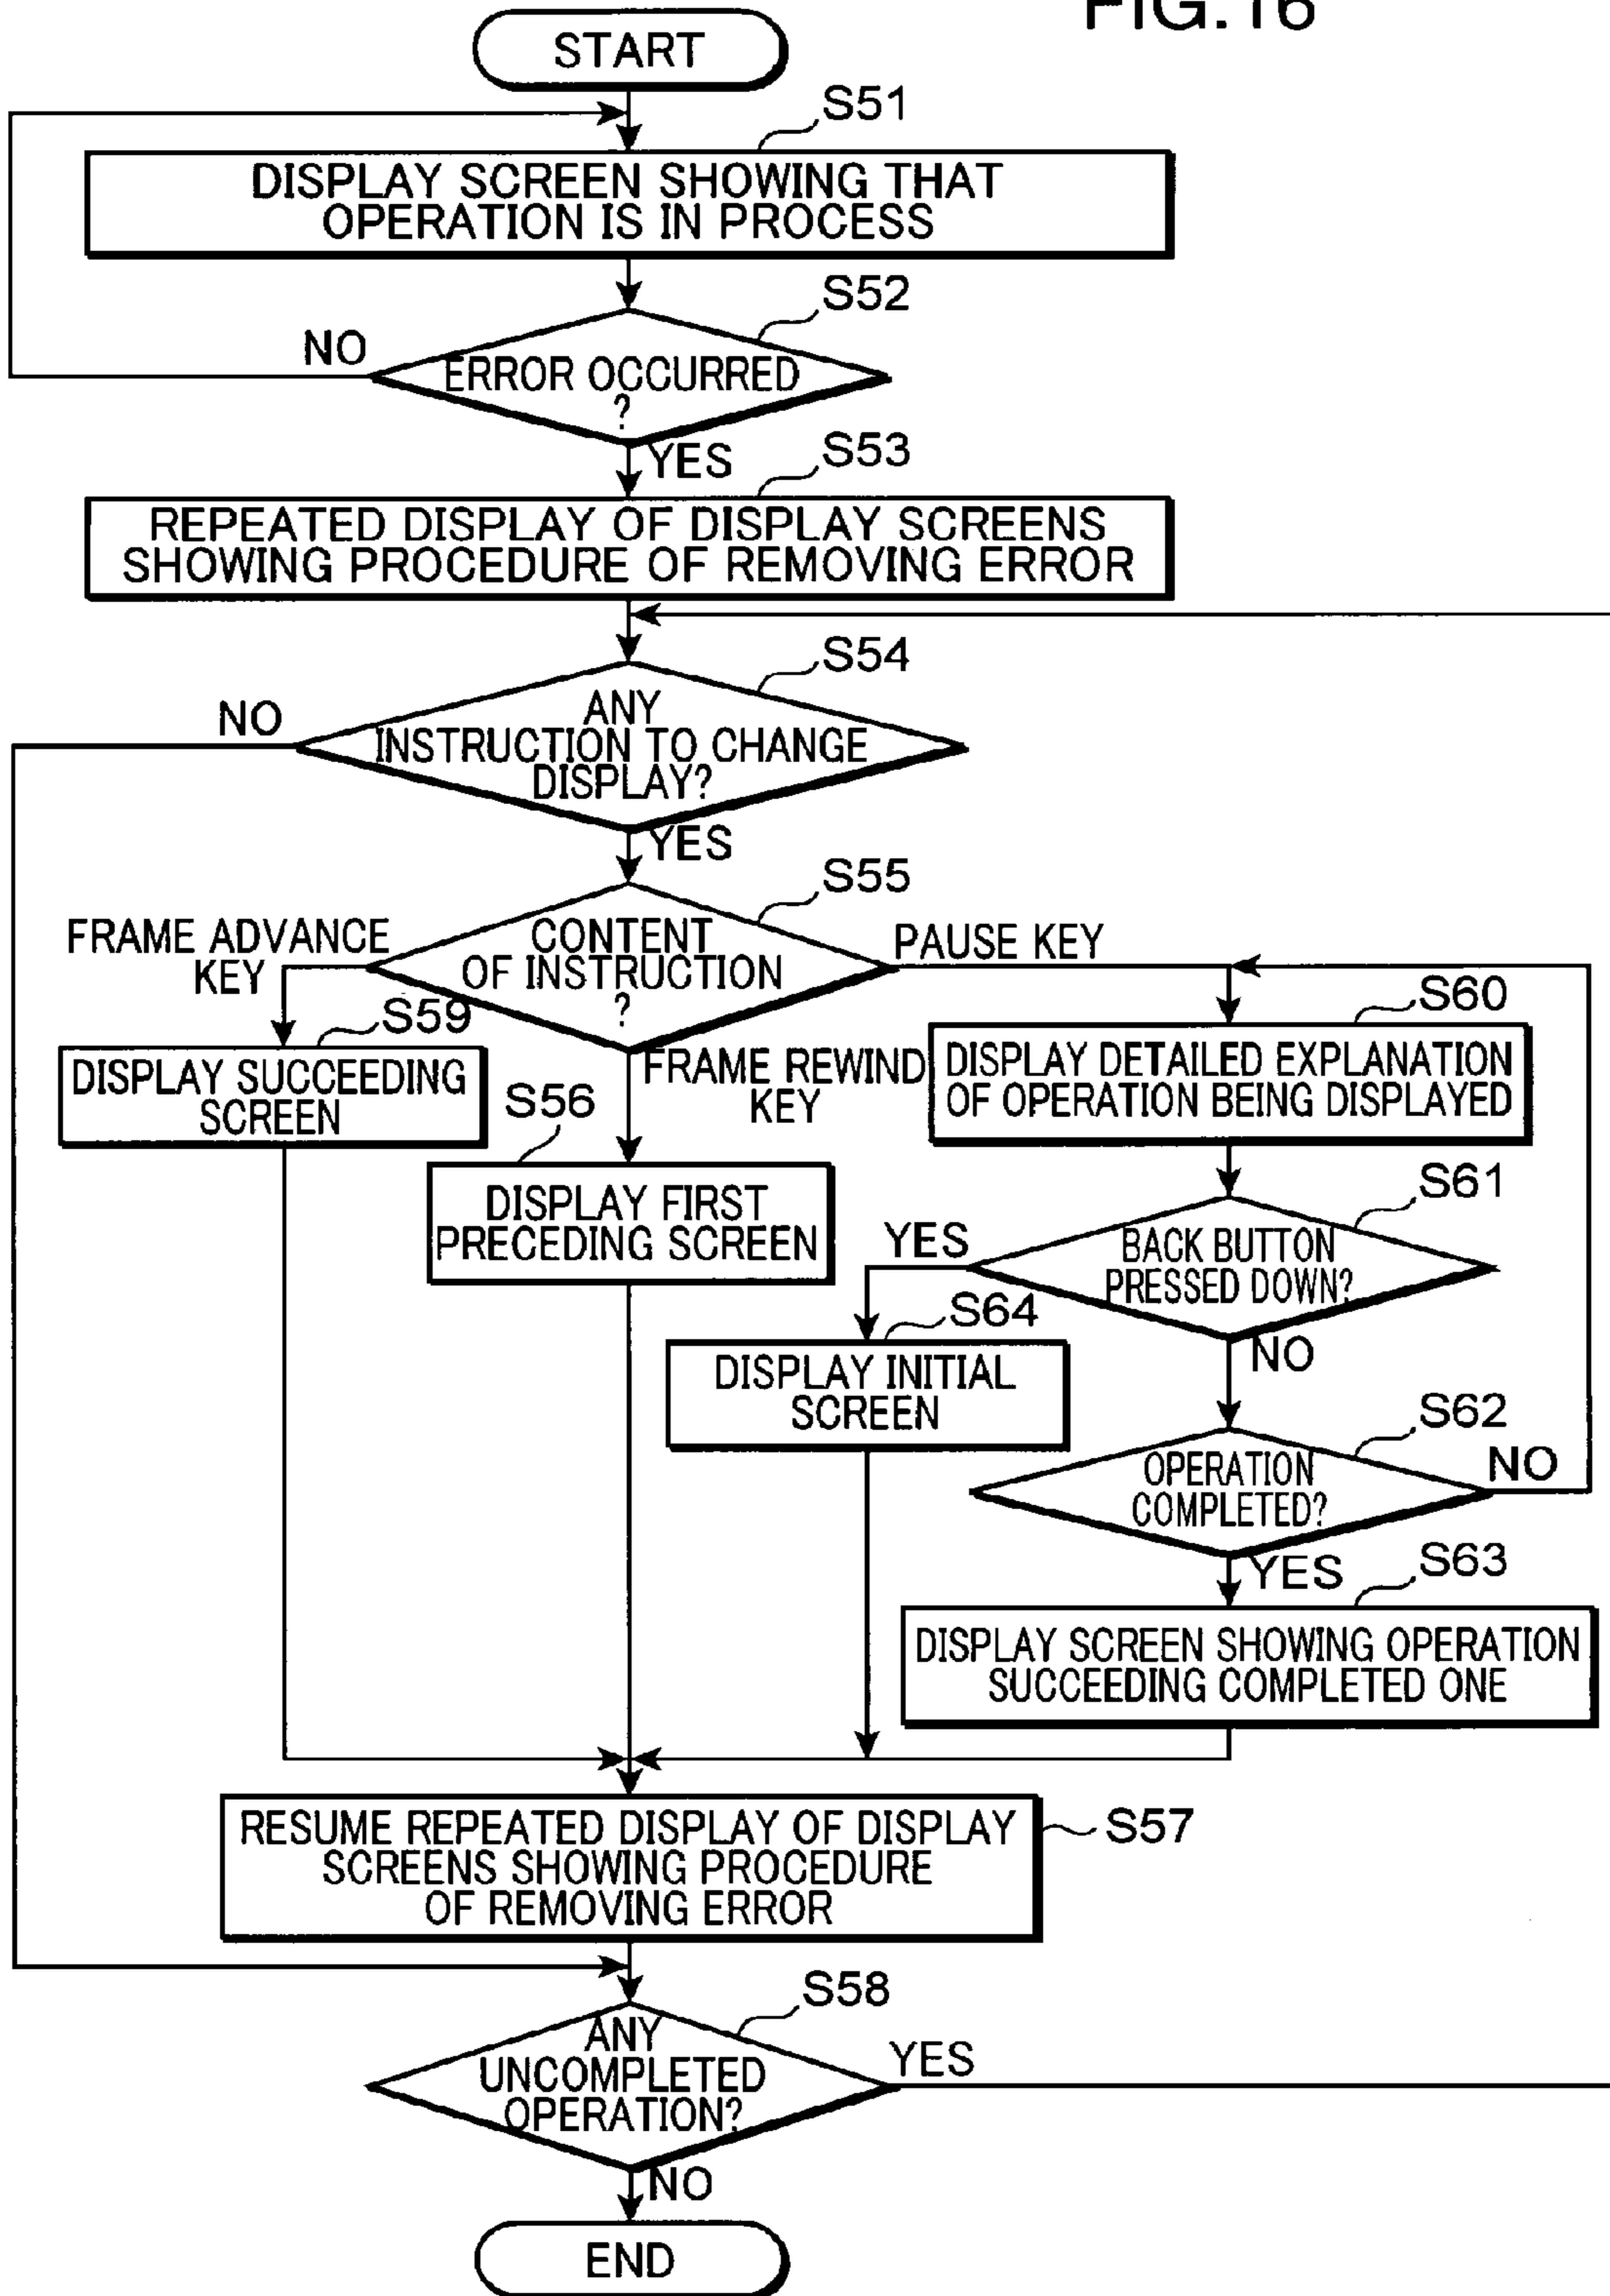 FIG.16
START
S51
DISPLAY SCREEN SHOWING THAT
OPERATION IS IN PROCESS
S52
NO
ERROR OCCURRED
?
YES
S53
REPEATED DISPLAY OF DISPLAY SCREENS
SHOWING PROCEDURE OF REMOVING ERROR
S54
NO
ANY
INSTRUCTION TO CHANGE
DISPLAY?
YES
S55
FRAME ADVANCE
KEY
CONTENT
OF INSTRUCTION
?
PAUSE KEY
S59
DISPLAY SUCCEEDING
SCREEN
FRAME REWIND
KEY
S56
DISPLAY FIRST
PRECEDING SCREEN
S60
DISPLAY DETAILED EXPLANATION
OF OPERATION BEING DISPLAYED
S61
YES
BACK BUTTON
PRESSED DOWN?
NO
S64
DISPLAY INITIAL
SCREEN
S62
OPERATION
COMPLETED?
NO
YES
S63
DISPLAY SCREEN SHOWING OPERATION
SUCCEEDING COMPLETED ONE
RESUME REPEATED DISPLAY OF DISPLAY
SCREENS SHOWING PROCEDURE
OF REMOVING ERROR
S57
S58
ANY
UNCOMPLETED
OPERATION?
YES
NO
END